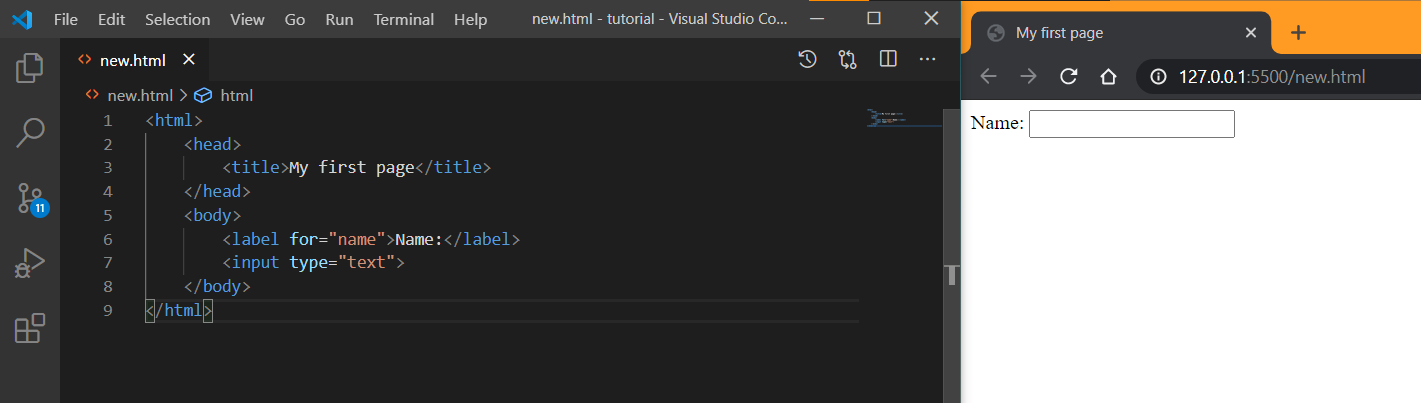 File Edit Selection View Go Run Terminal Help new.html - tutorial - Visual Studio Co...
new.html
new.html > html
1 <html>
2 <head>
3 <title>My first page</title>
4 </head>
5 <body>
6 <label for="name">Name:</label>
7 <input type="text">
8 </body>
9 </html>
11
My first page
127.0.0.1:5500/new.html
Name: